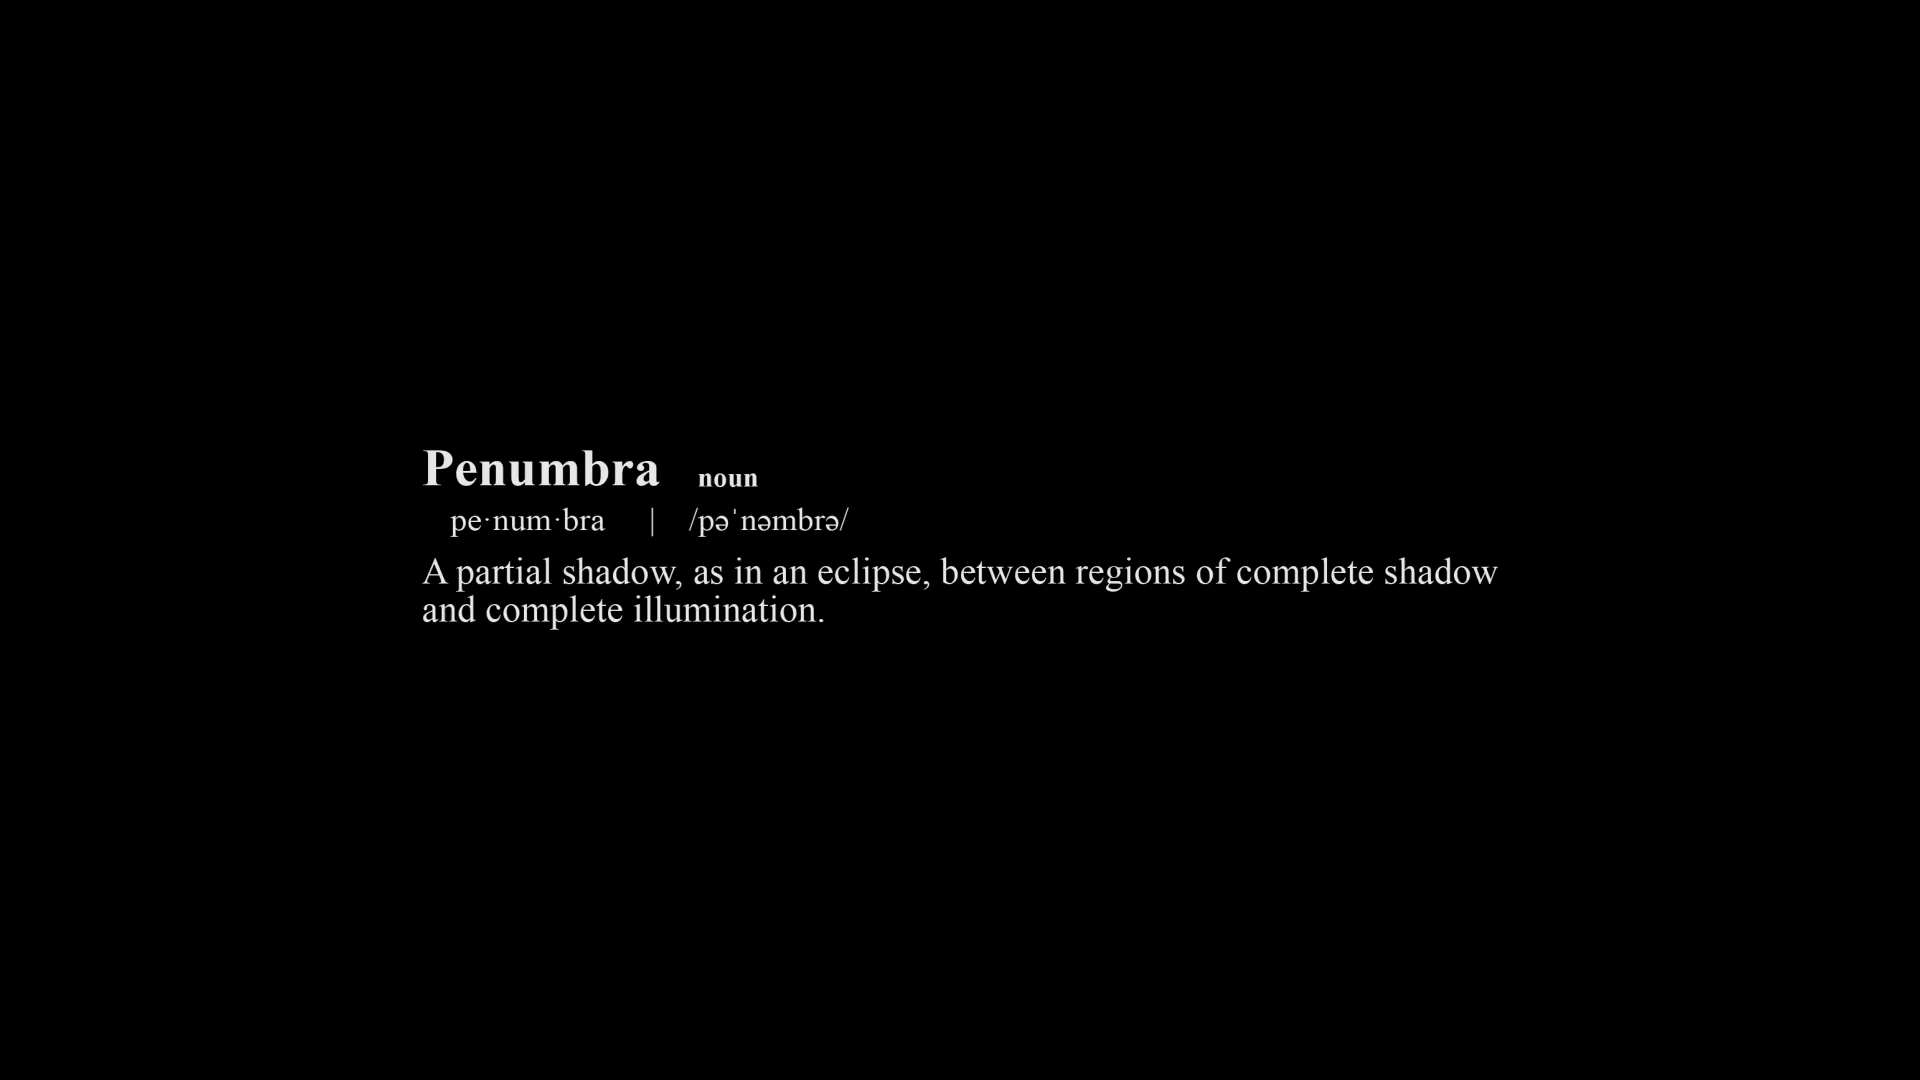 Penumbra noun
pe·num·bra | /pəˈnəmbrə/
A partial shadow, as in an eclipse, between regions of complete shadow
and complete illumination.